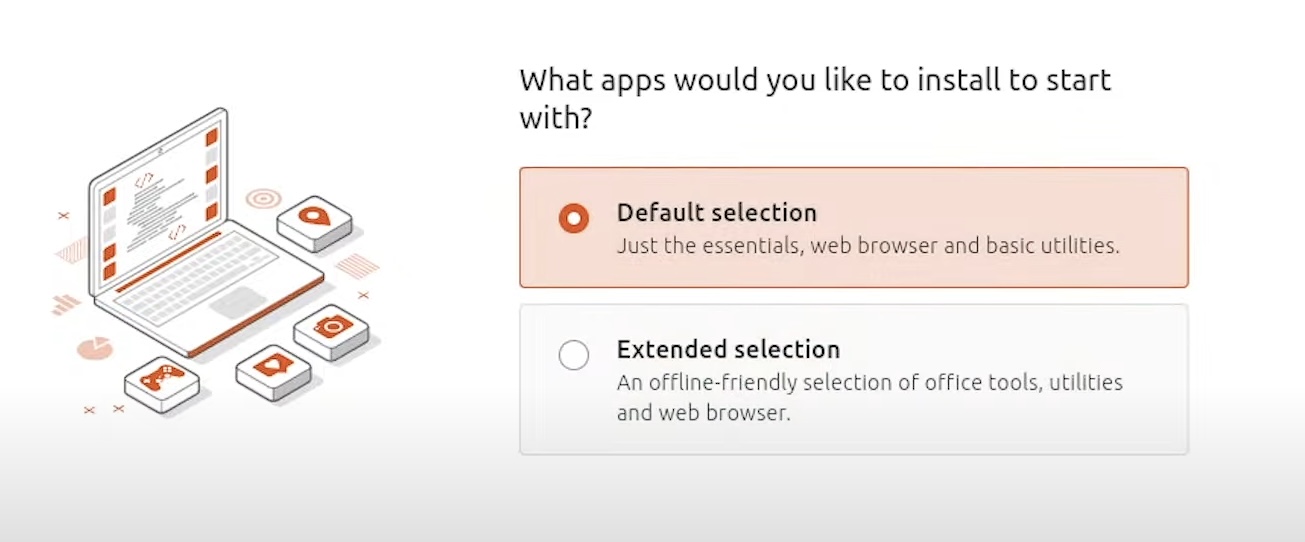 What apps would you like to install to start
with?
Default selection
Just the essentials, web browser and basic utilities.
Extended selection
An offline-friendly selection of office tools, utilities
and web browser.